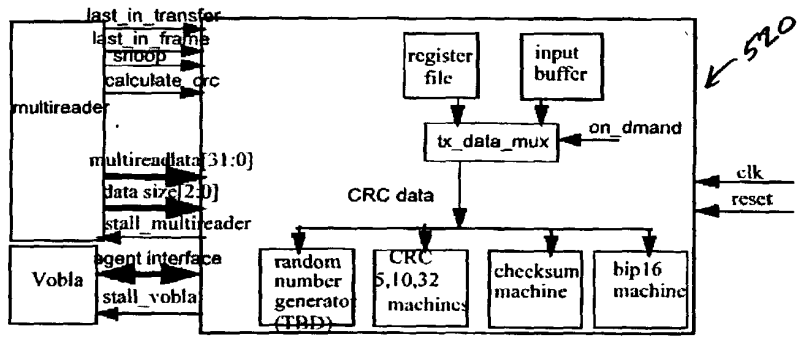 last_in_transfer
last_in_frame
snoop
calculate_crc
multireader
multireadata[31:0]
data size[2:0]
stall_multireader
agent interface
Vobla
stall_vobla
register
file
input
buffer
520
tx_data_mux
on_dmand
clk
reset
CRC data
random
number
generator
(TBD)
CRC
5,10,32
machines
checksum
machine
bip16
machine